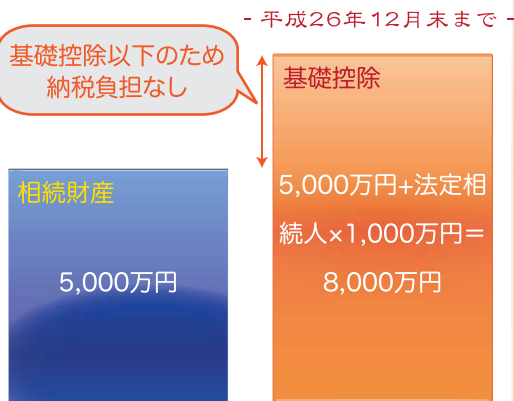 - 平成26年12月末まで -
基礎控除以下のため
納税負担なし
基礎控除
相続財産
5,000万円+法定相
続人×1,000万円＝
8,000万円
5,000万円